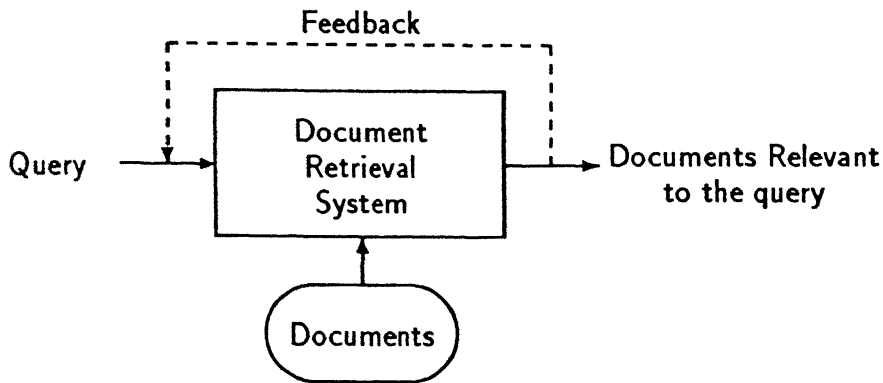 Feedback
Query
Document
Retrieval
System
Documents Relevant
to the query
Documents